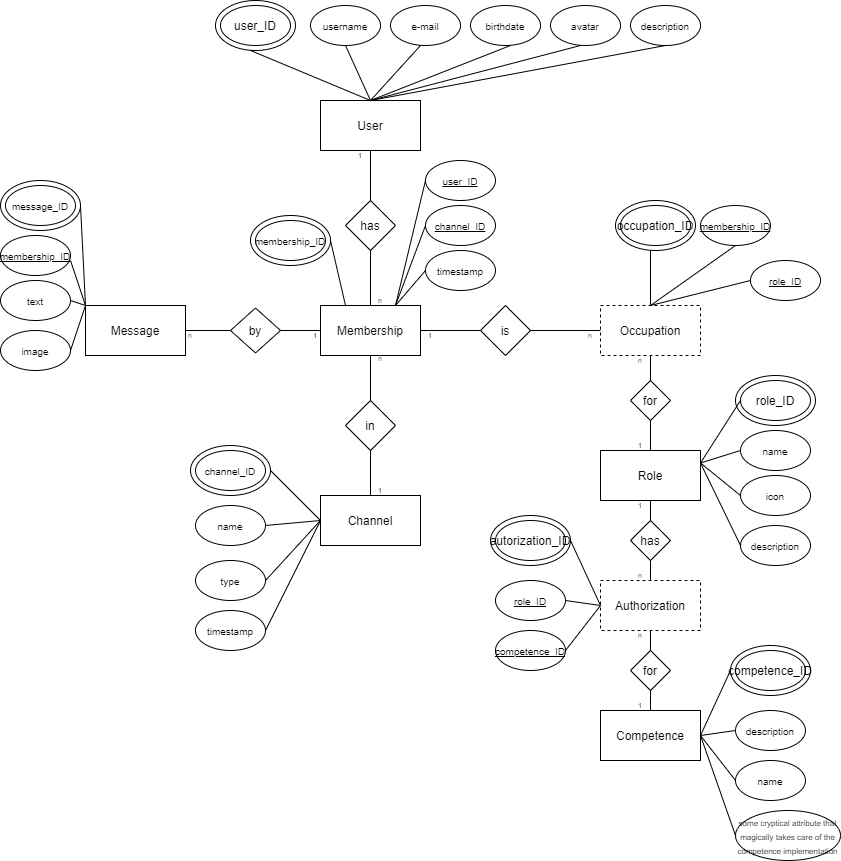 user_ID
username
e-mail
birthdate
avatar
description
User
1
has
n
user_ID
channel_ID
timestamp
membership_ID
message_ID
membership_ID
text
image
Message
n
by
1
Membership
1
is
n
Occupation
occupation_ID
membership_ID
role_ID
n
in
1
Channel
channel_ID
name
type
timestamp
n
for
1
Role
role_ID
name
icon
description
1
has
n
Authorization
autorization_ID
role_ID
competence_ID
n
for
1
Competence
competence_ID
description
name
some cryptical attribute that
magically takes care of the
competence implementation